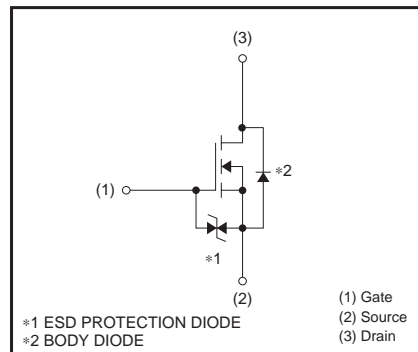 (3)
(1)
*2
*1
(2)
*1 ESD PROTECTION DIODE
*2 BODY DIODE
(1) Gate
(2) Source
(3) Drain